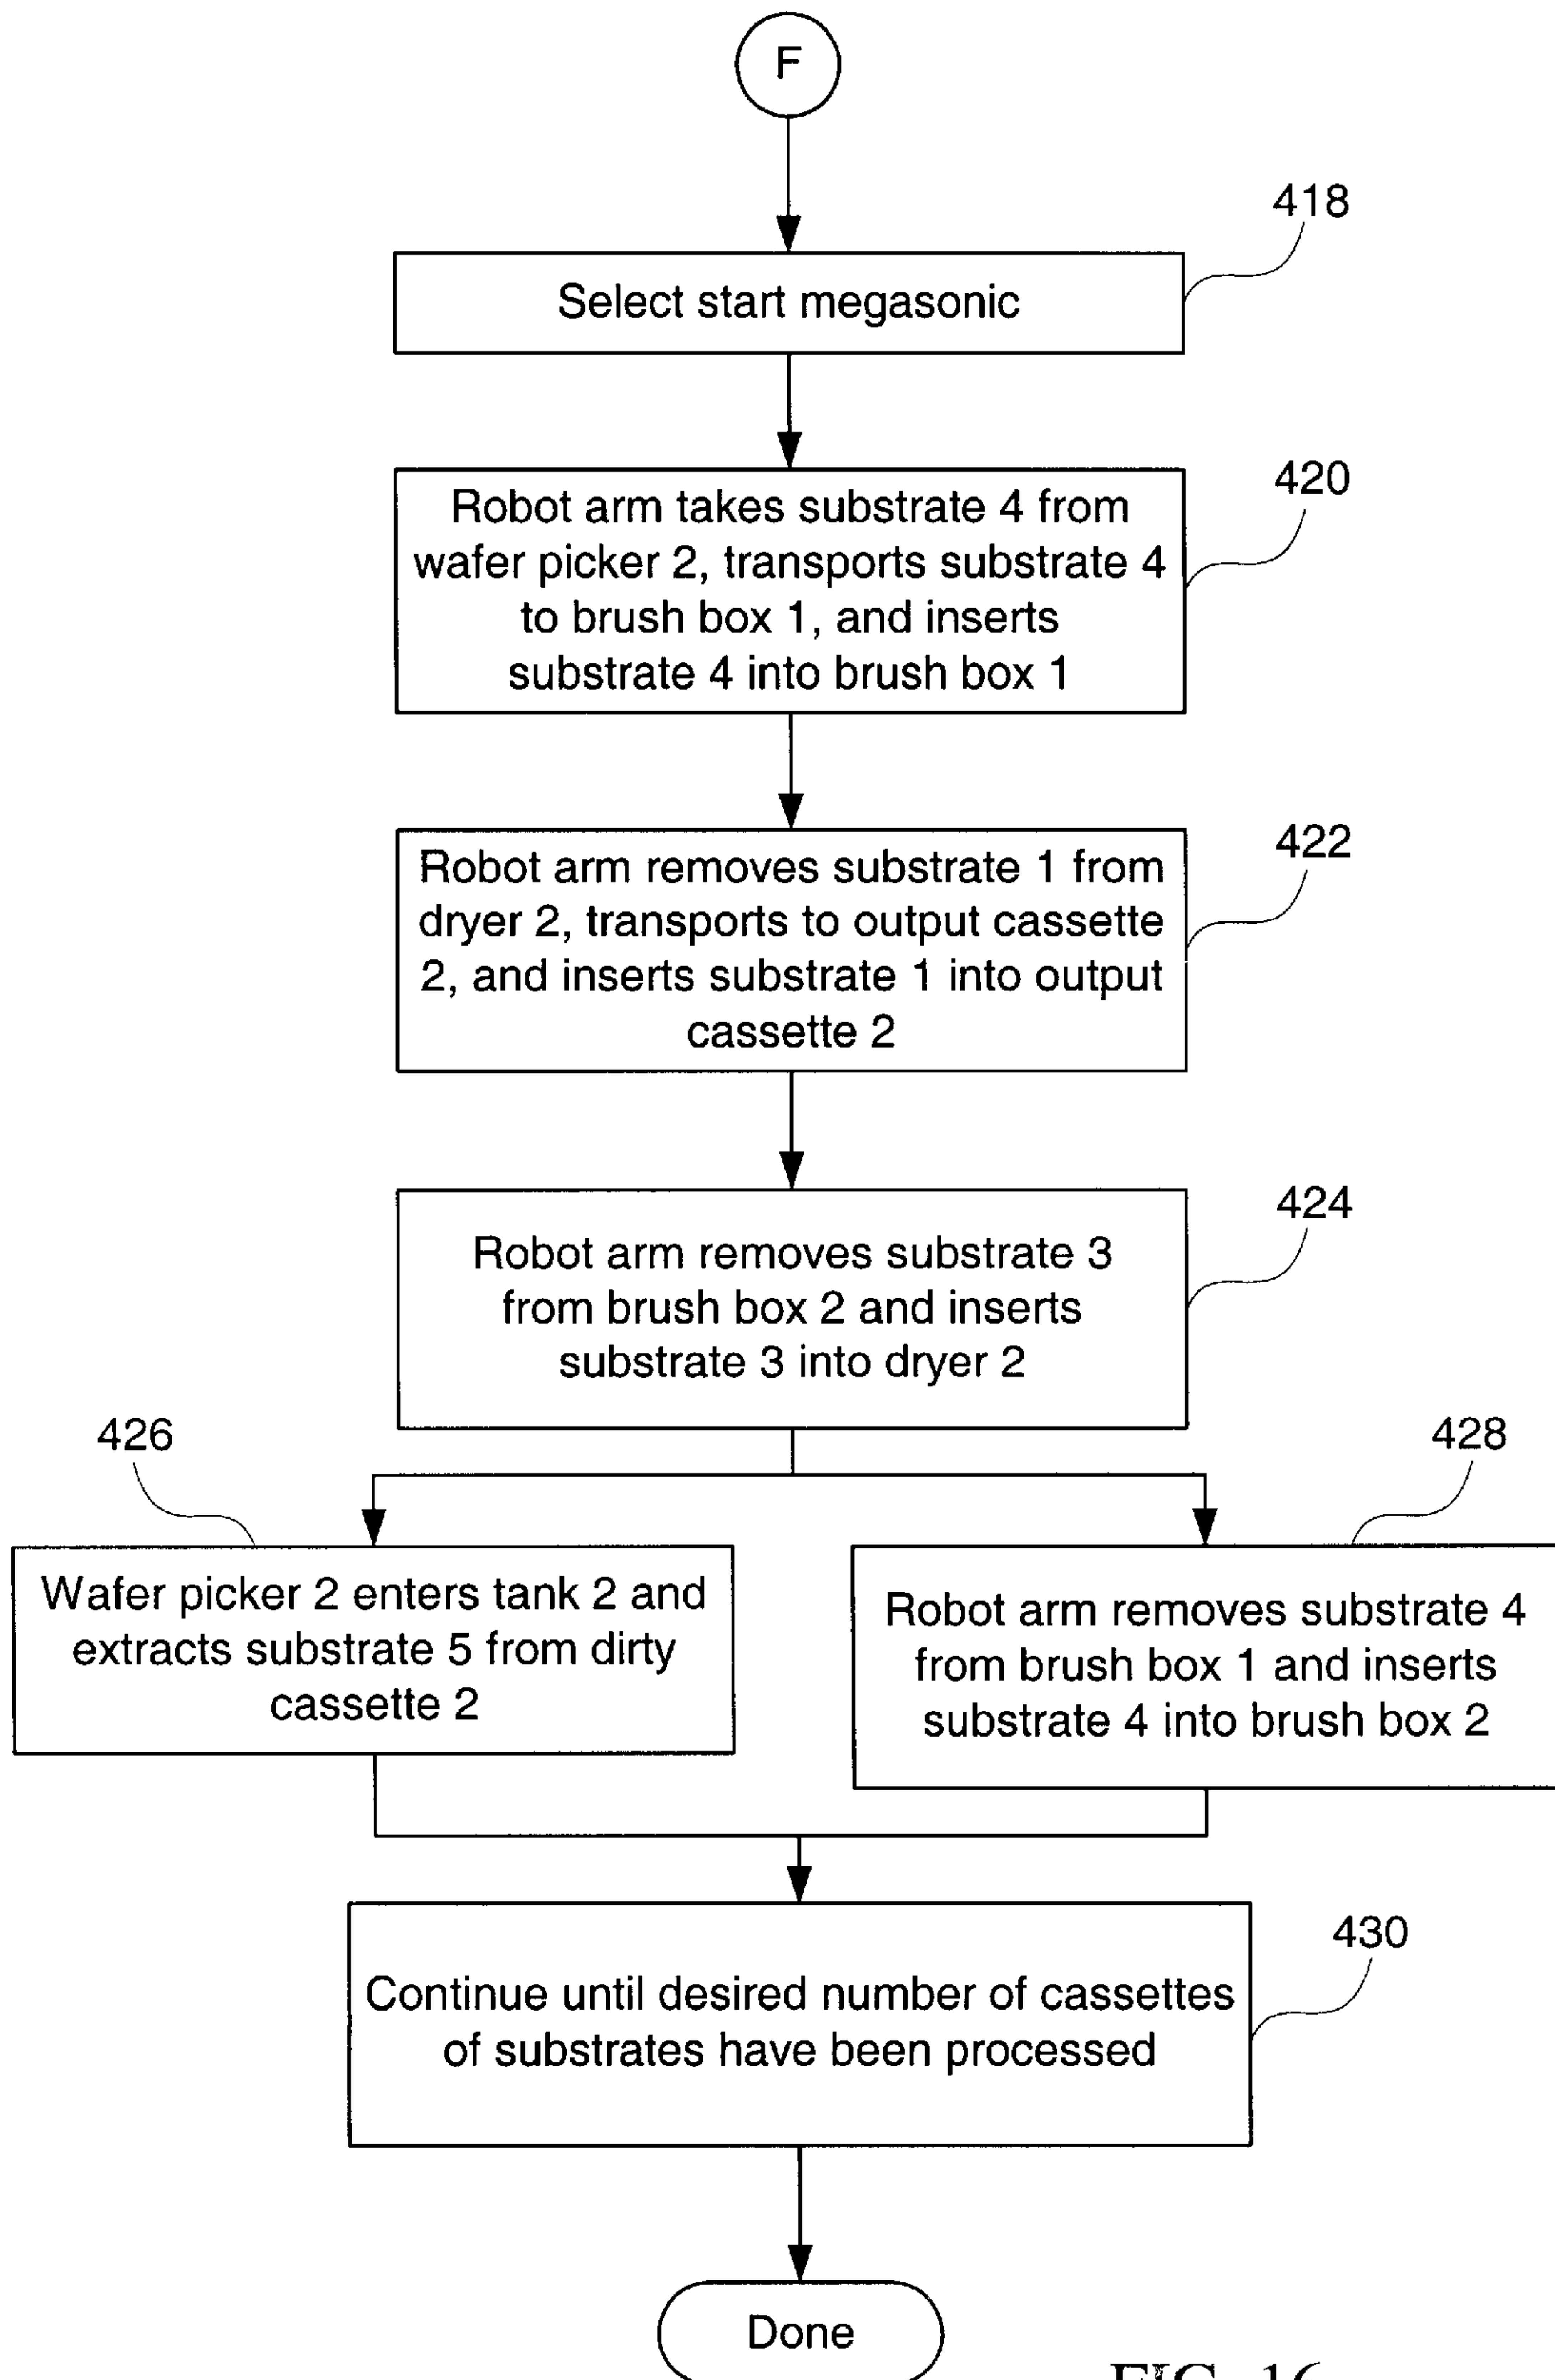 F
418
Select start megasonic
420
Robot arm takes substrate 4 from
wafer picker 2, transports substrate 4
to brush box 1, and inserts
substrate 4 into brush box 1
422
Robot arm removes substrate 1 from
dryer 2, transports to output cassette
2, and inserts substrate 1 into output
cassette 2
424
Robot arm removes substrate 3
from brush box 2 and inserts
substrate 3 into dryer 2
426
428
Wafer picker 2 enters tank 2 and
extracts substrate 5 from dirty
cassette 2
Robot arm removes substrate 4
from brush box 1 and inserts
substrate 4 into brush box 2
430
Continue until desired number of cassettes
of substrates have been processed
Done
FIG. 16